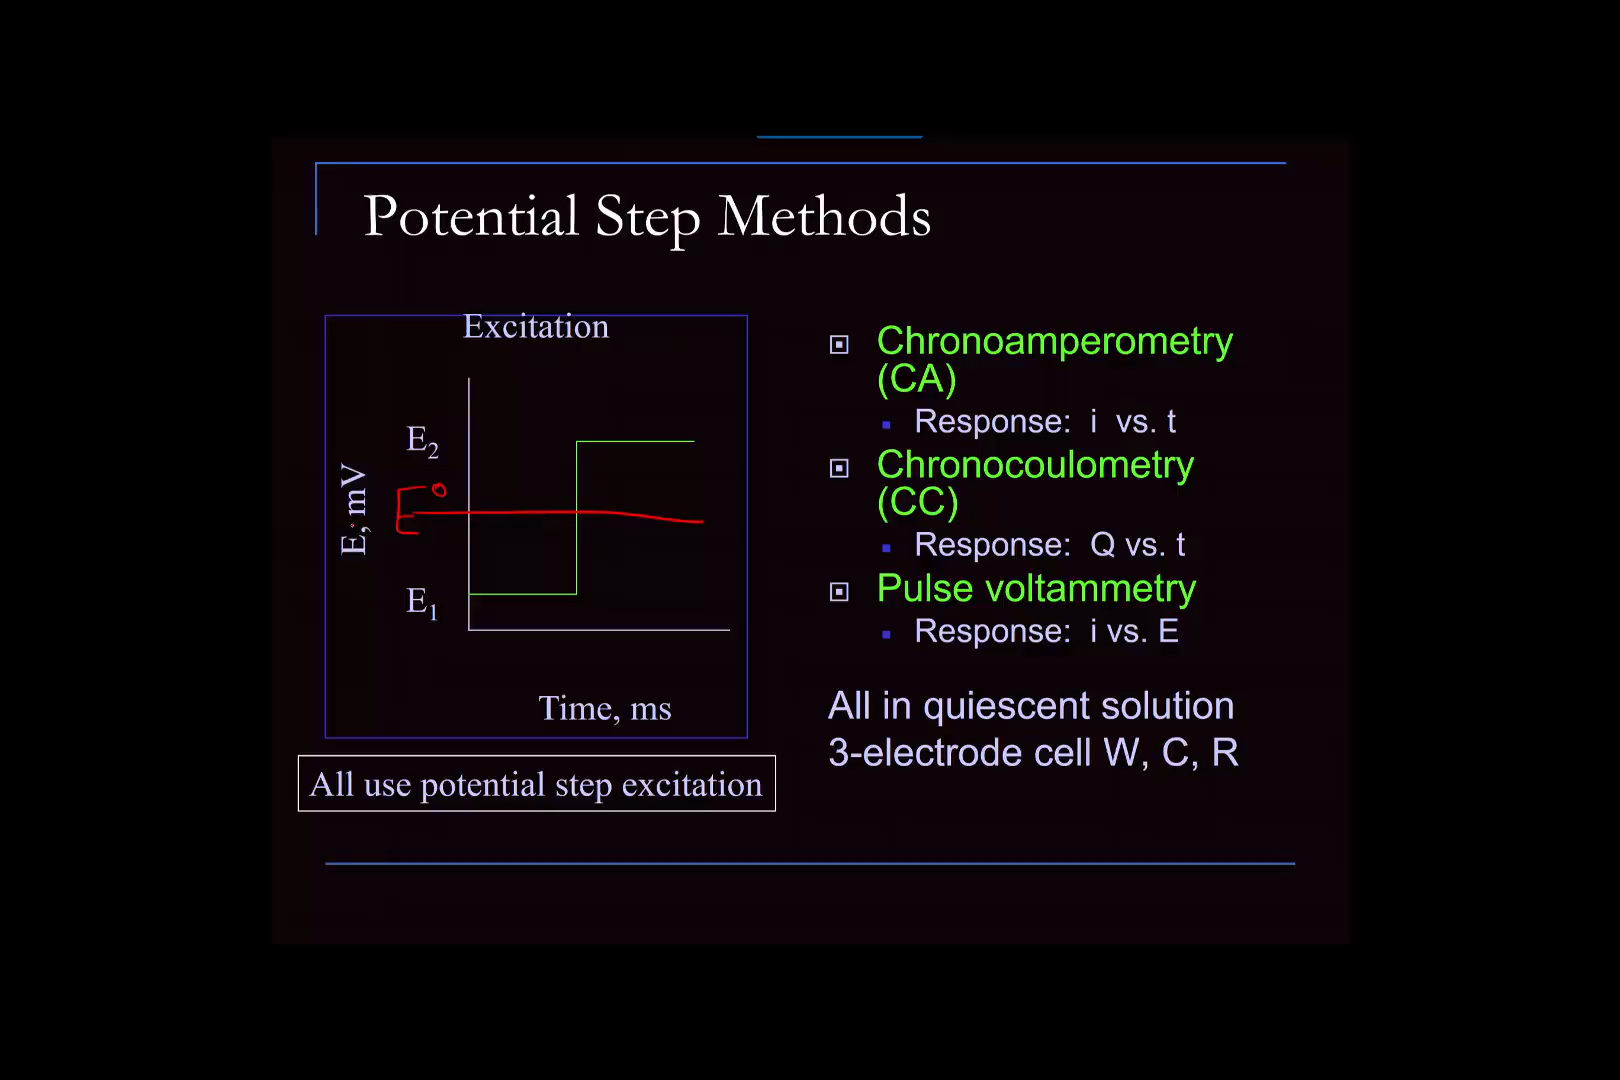 Potential Step Methods
Excitation
E2
E°
E, mV
E1
Time, ms
All use potential step excitation
Chronoamperometry
(CA)
Response: i vs. t
Chronocoulometry
(CC)
Response: Q vs. t
Pulse voltammetry
Response: i vs. E
All in quiescent solution
3-electrode cell W, C, R